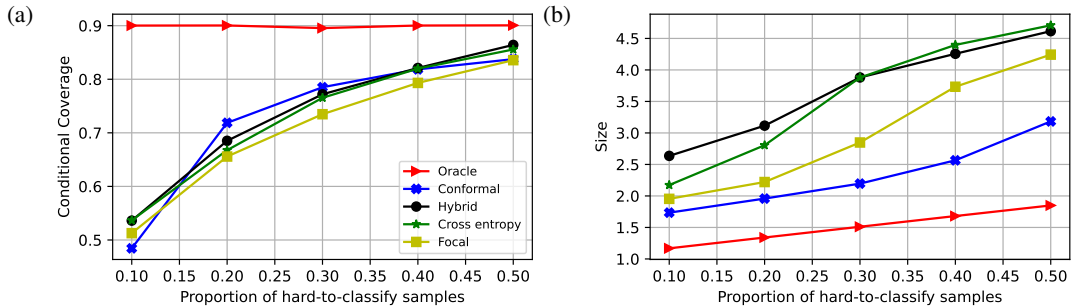 (a)
0.9
0.8
0.7
0.6
0.5
Conditional Coverage
Oracle
Conformal
Hybrid
Cross entropy
Focal
0.10 0.15 0.20 0.25 0.30 0.35 0.40 0.45 0.50
Proportion of hard-to-classify samples
(b)
4.5
4.0
3.5
3.0
2.5
2.0
1.5
1.0
Size
0.10 0.15 0.20 0.25 0.30 0.35 0.40 0.45 0.50
Proportion of hard-to-classify samples